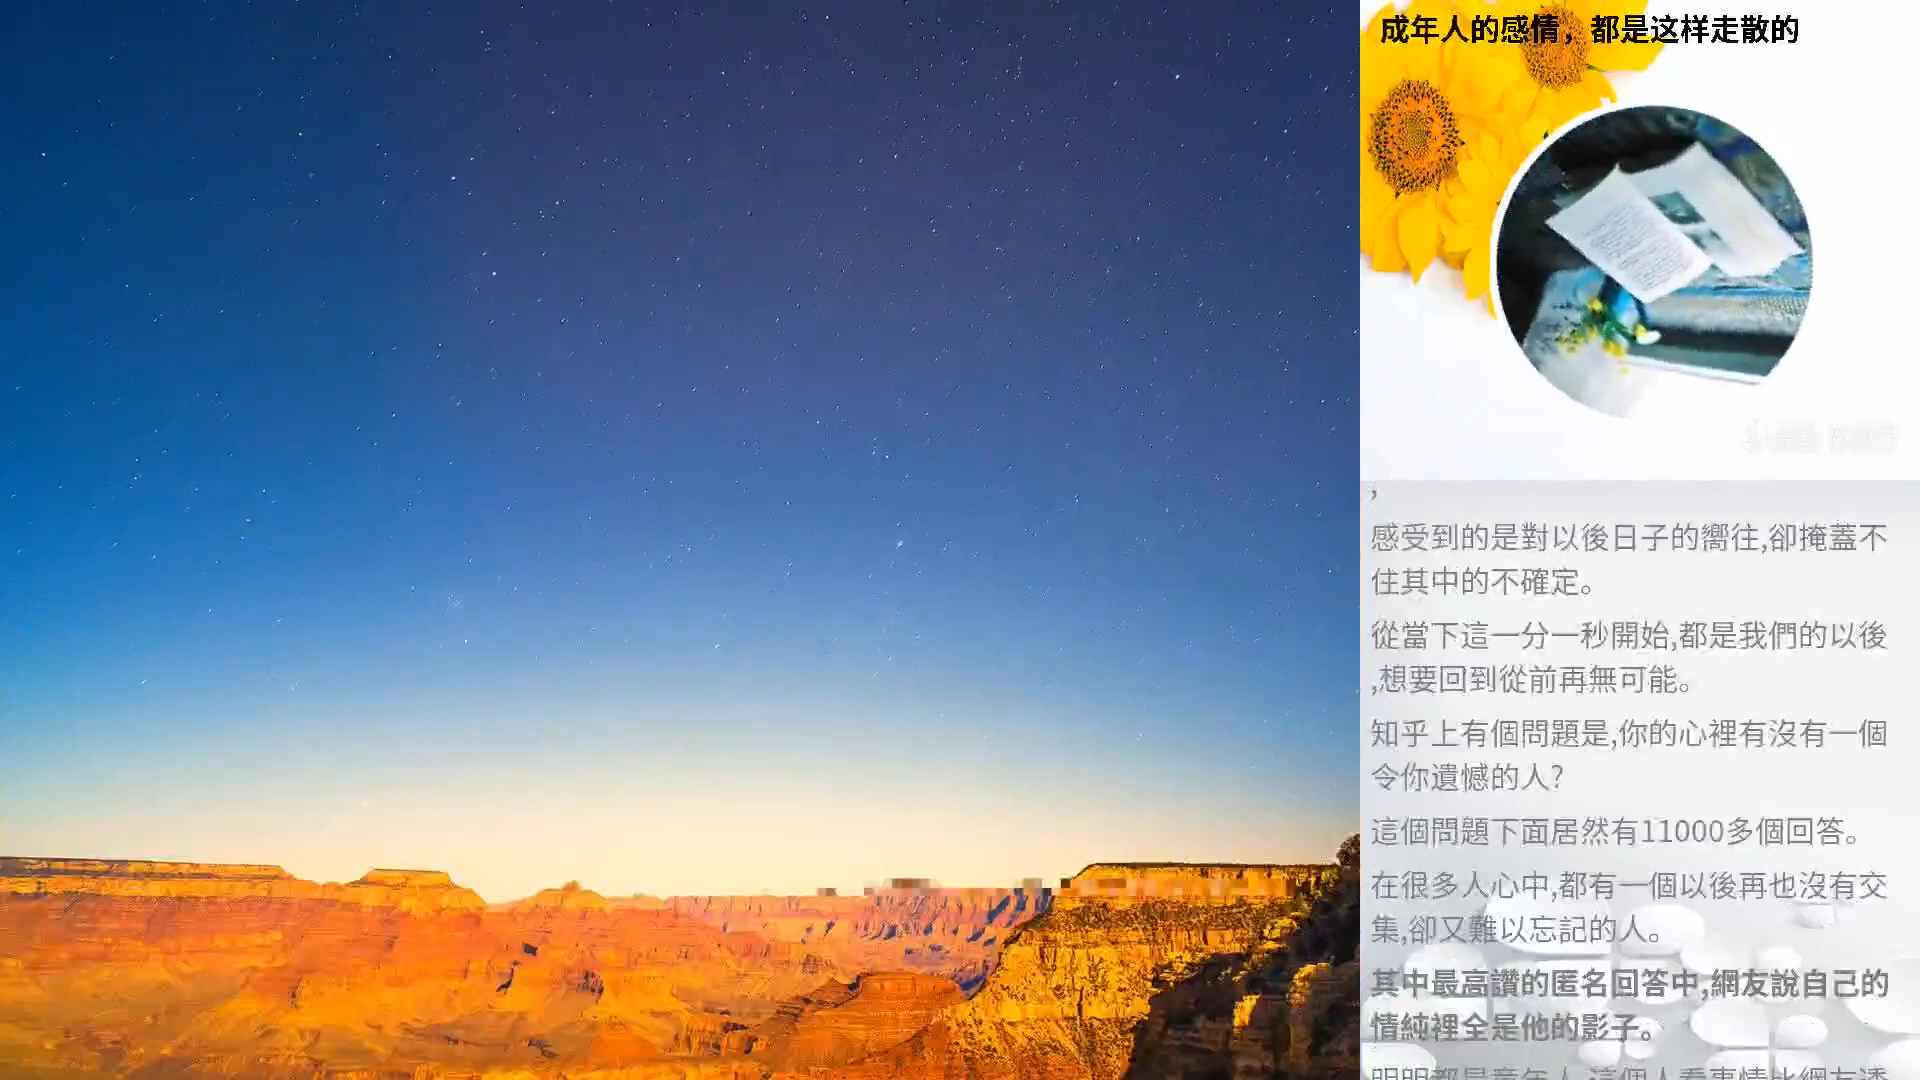 成年人的感情，都是这样走散的
,
感受到的是對以後日子的嚮往,卻掩蓋不
住其中的不確定。
從當下這一分一秒開始,都是我們的以後
,想要回到從前再無可能。
知乎上有個問題是,你的心裡有沒有一個
令你遺憾的人?
這個問題下面居然有11000多個回答。
在很多人心中,都有一個以後再也沒有交
集,卻又難以忘記的人。
其中最高讚的匿名回答中,網友說自己的
情純裡全是他的影子。